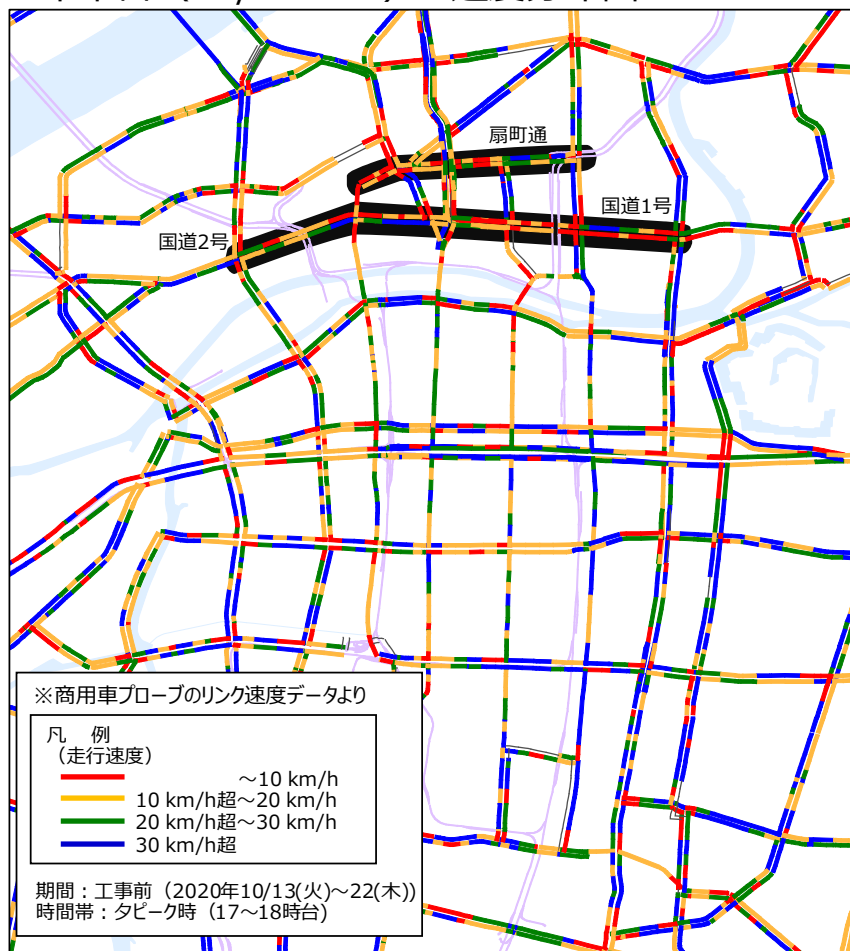 扇町通
国道1号
国道2号
※商用車プローブのリンク速度データより
凡 例
(走行速度)
～10 km/h
10 km/h超～20 km/h
20 km/h超～30 km/h
30 km/h超
期間：工事前（2020年10/13(火)～22(木))
時間帯：夕ピーク時（17～18時台)